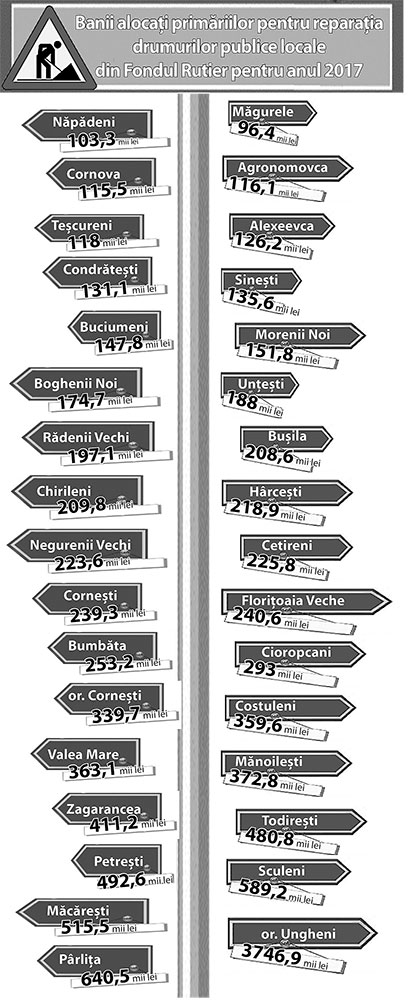 Banii alocați primăriilor pentru reparația
drumurilor publice locale
din Fondul Rutier pentru anul 2017
Năpădeni
103,3 mii lei
Cornova
115,5 mii lei
Teșcureni
118 mii lei
Condrătești
131,1 mii lei
Buciumeni
147,8 mii lei
Boghenii Noi
174,7 mii lei
Rădenii Vechi
197,1 mii lei
Chirileni
209,8 mii lei
Negurenii Vechi
223,6 mii lei
Cornești
239,3 mii lei
Bumbăta
253,2 mii lei
or. Cornești
339,7 mii lei
Valea Mare
363,1 mii lei
Zagarancea
411,2 mii lei
Petrești
492,6 mii lei
Măcărești
515,5 mii lei
Pârlița
640,5 mii lei
Măgurele
96,4 mii lei
Agronomovca
116,1 mii lei
Alexeevca
126,2 mii lei
Sinești
135,6 mii lei
Morenii Noi
151,8 mii lei
Unțești
188 mii lei
Bușila
208,6 mii lei
Hârcești
218,9 mii lei
Cetireni
225,8 mii lei
Florițoaia Veche
240,6 mii lei
Cioropcani
293 mii lei
Costuleni
359,6 mii lei
Mănoilești
372,8 mii lei
Todirești
480,8 mii lei
Sculeni
589,2 mii lei
or. Ungheni
3746,9 mii lei